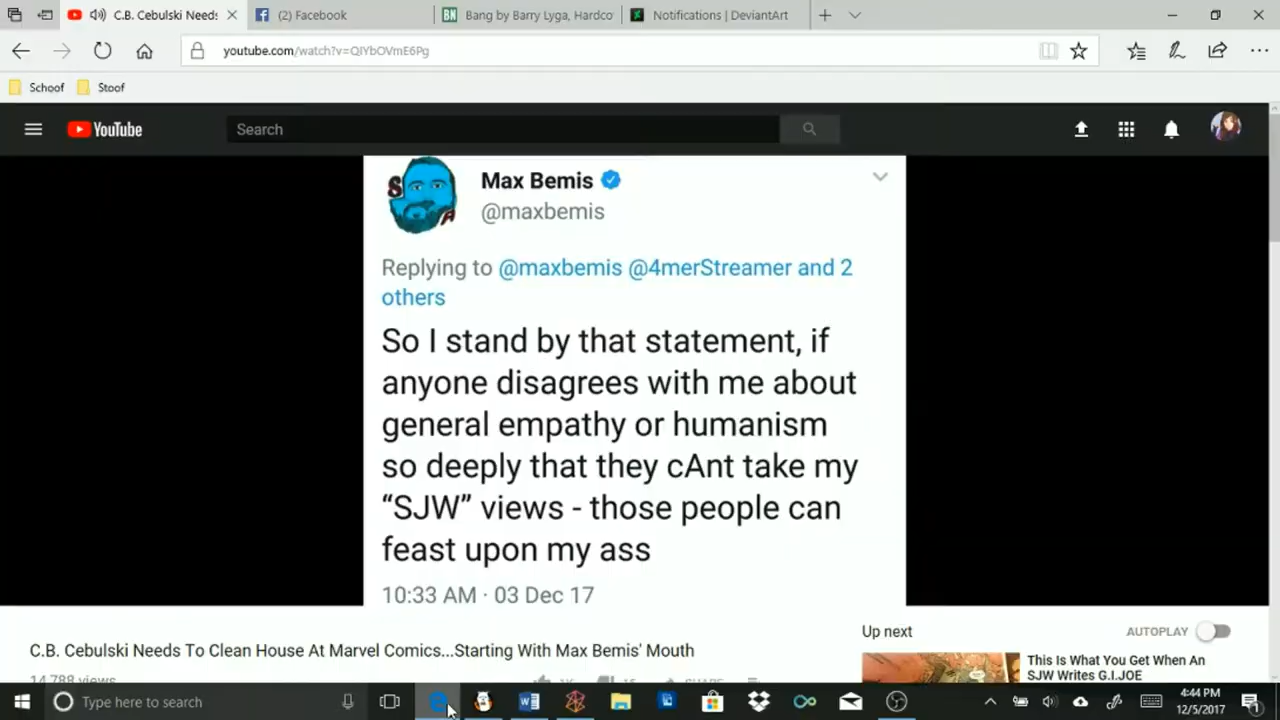 C.B. Cebulski Needs
(2) Facebook
BN Bang by Barry Lyga, Hardco
Notifications | DeviantArt
youtube.com/watch?v=QIYbOVmE6Pg
Schoof
Stoof
YouTube
Search
Max Bemis
@maxbemis
Replying to @maxbemis @4merStreamer and 2
others
So I stand by that statement, if
anyone disagrees with me about
general empathy or humanism
so deeply that they cAnt take my
“SJW” views - those people can
feast upon my ass
10:33 AM · 03 Dec 17
C.B. Cebulski Needs To Clean House At Marvel Comics...Starting With Max Bemis' Mouth
14,788 views
SHARE
Up next
AUTOPLAY
This Is What You Get When An
SJW Writes G.I.JOE
Type here to search
4:44 PM
12/5/2017